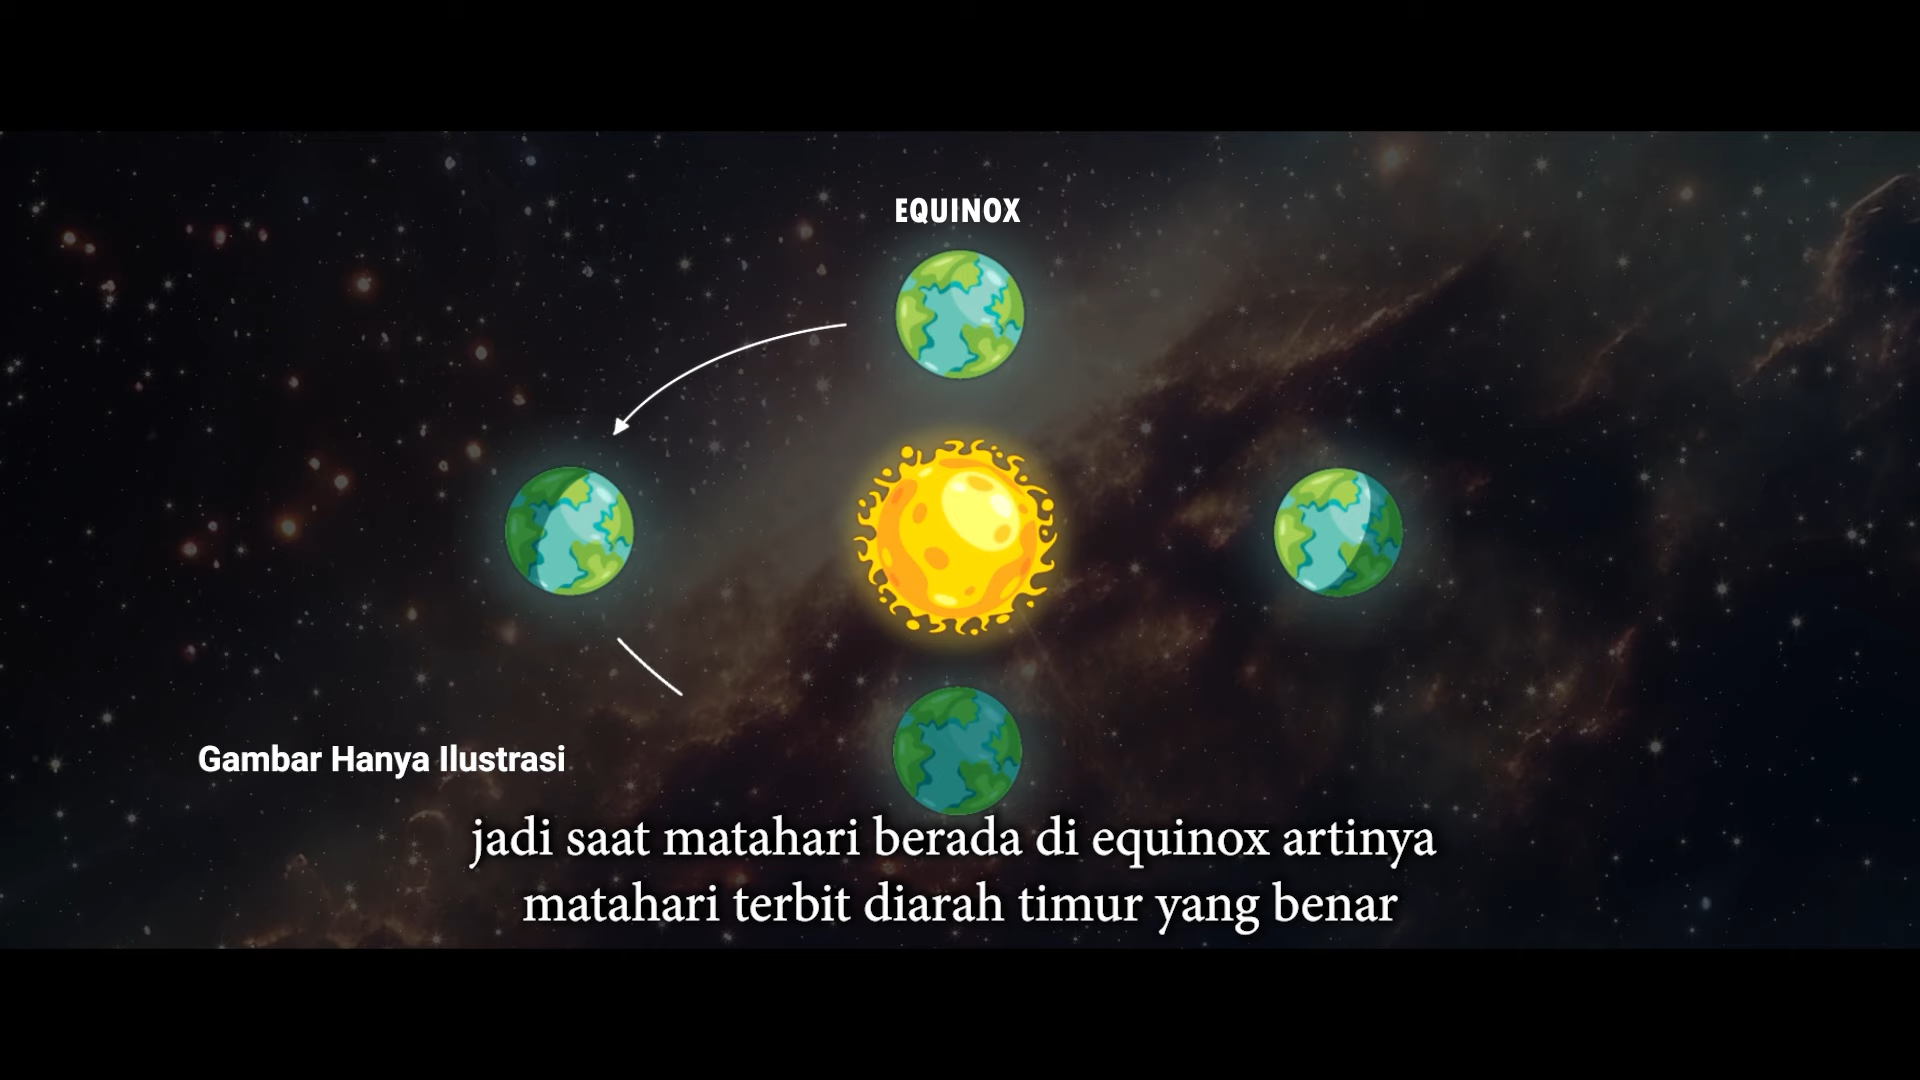 EQUINOX
Gambar Hanya Ilustrasi
jadi saat matahari berada di equinox artinya
matahari terbit diarah timur yang benar